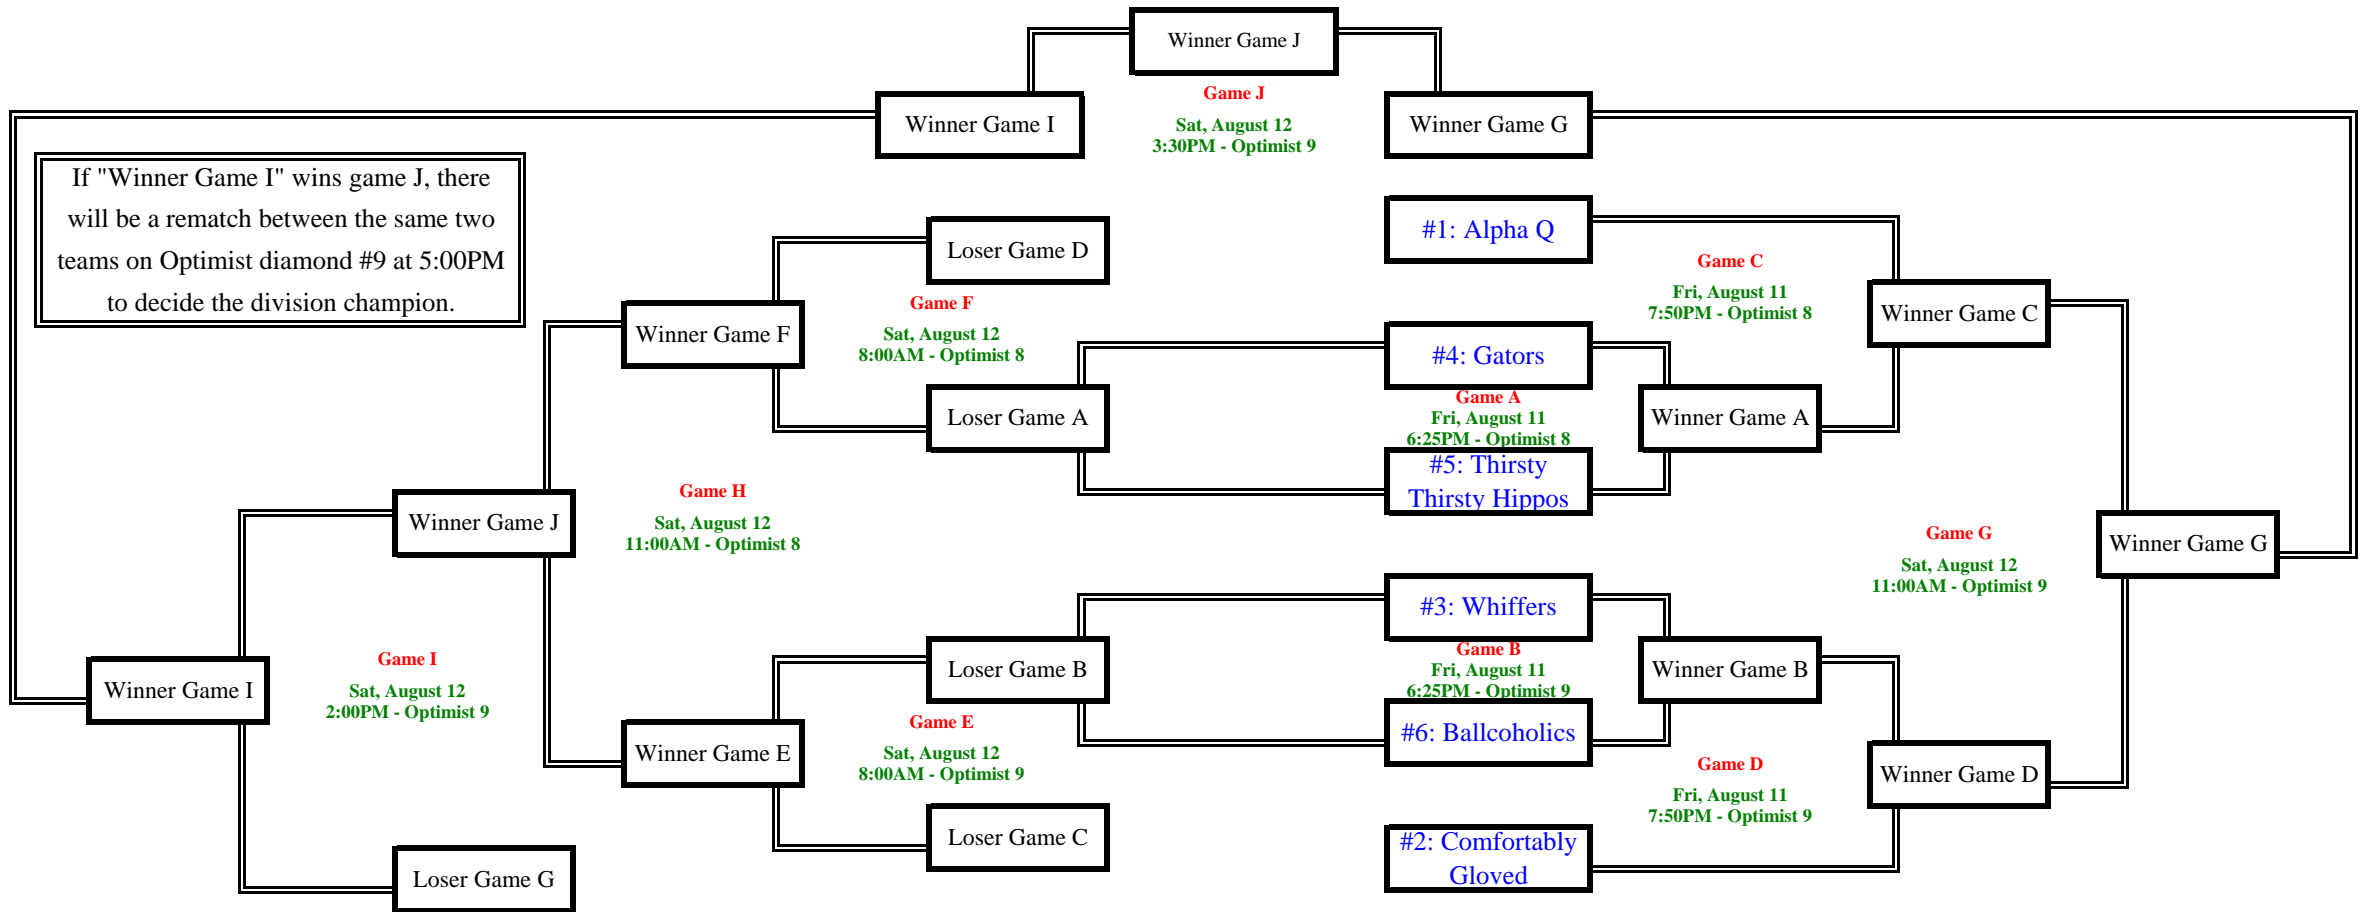 Winner Game J
Game J
Sat, August 12
3:30PM - Optimist 9
Winner Game I
Winner Game G
If "Winner Game I" wins game J, there
will be a rematch between the same two
teams on Optimist diamond #9 at 5:00PM
to decide the division champion.
Loser Game D
#1: Alpha Q
Game C
Fri, August 11
7:50PM - Optimist 8
Winner Game C
Winner Game F
Game F
Sat, August 12
8:00AM - Optimist 8
#4: Gators
Loser Game A
Game A
Fri, August 11
6:25PM - Optimist 8
Winner Game A
#5: Thirsty
Thirsty Hippos
Winner Game J
Game H
Sat, August 12
11:00AM - Optimist 8
Game G
Sat, August 12
11:00AM - Optimist 9
Winner Game G
#3: Whiffers
Winner Game I
Game I
Sat, August 12
2:00PM - Optimist 9
Loser Game B
Game B
Fri, August 11
6:25PM - Optimist 9
Winner Game B
#6: Ballcoholics
Winner Game E
Game E
Sat, August 12
8:00AM - Optimist 9
Game D
Fri, August 11
7:50PM - Optimist 9
Winner Game D
Loser Game C
#2: Comfortably
Gloved
Loser Game G